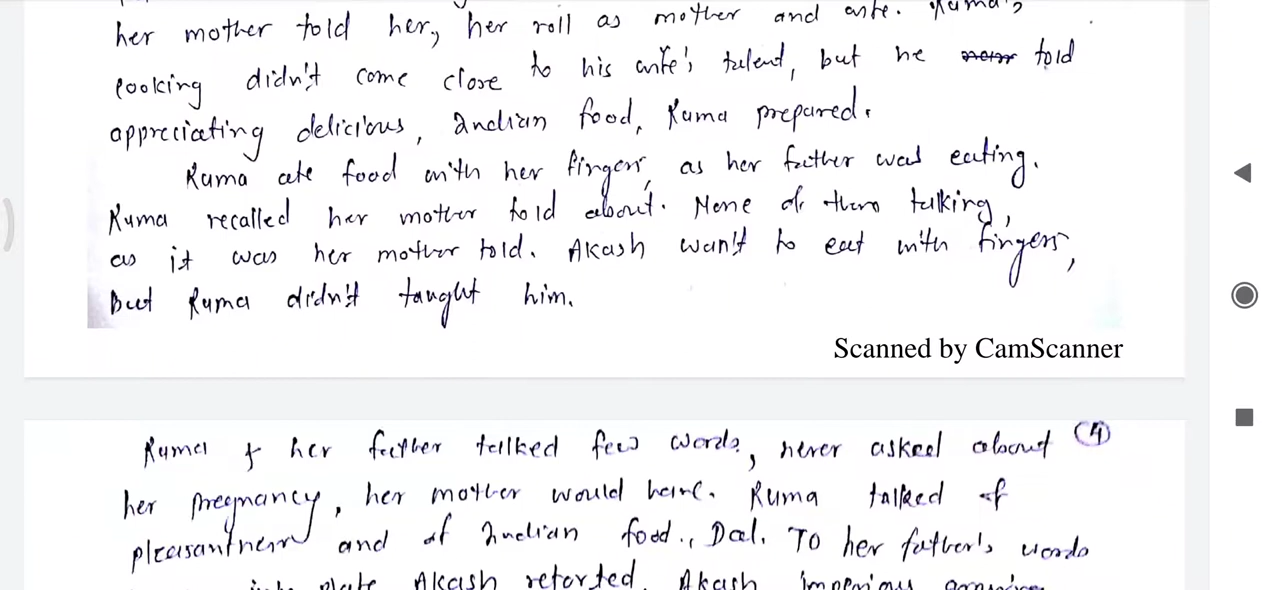 her mother told her, her roll as mother and wife. Ruma's
cooking didn't come close to his wife's talent, but he told
appreciating delicious, Indian food, Ruma prepared.
Ruma ate food with her fingers, as her father was eating.
Ruma recalled her mother told about. None of them talking,
as it was her mother told. Akash wan't to eat with fingers,
But Ruma didn't taught him.
Scanned by CamScanner
Ruma & her father talked few words, never asked about (4)
her pregnancy, her mother would have. Ruma talked of
pleasantness and of Indian food., Dal. To her father's words
plate Akash retorted. Akash